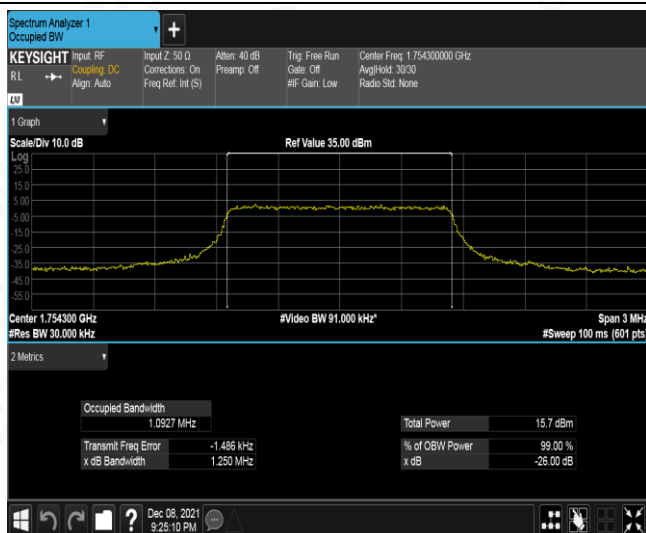 Spectrum Analyzer 1
Occupied BW
+
KEYSIGHT
RL
LXI
Input: RF
Coupling: DC
Align: Auto
Input Z: 50 Ω
Corrections: On
Freq Ref: Int (S)
Atten: 40 dB
Preamp: Off
Trig: Free Run
Gate: Off
#IF Gain: Low
Center Freq: 1.754300000 GHz
Avg|Hold: 30/30
Radio Std: None
1 Graph
Scale/Div 10.0 dB
Ref Value 35.00 dBm
Log
25.0
15.0
5.00
-5.00
-15.0
-25.0
-35.0
-45.0
-55.0
Center 1.754300 GHz
#Video BW 91.000 kHz*
Span 3 MHz
#Res BW 30.000 kHz
#Sweep 100 ms (601 pts)
2 Metrics
Occupied Bandwidth
1.0927 MHz
Total Power 15.7 dBm
Transmit Freq Error -1.486 kHz
% of OBW Power 99.00 %
x dB Bandwidth 1.250 MHz
x dB -26.00 dB
?
Dec 08, 2021
9:25:10 PM